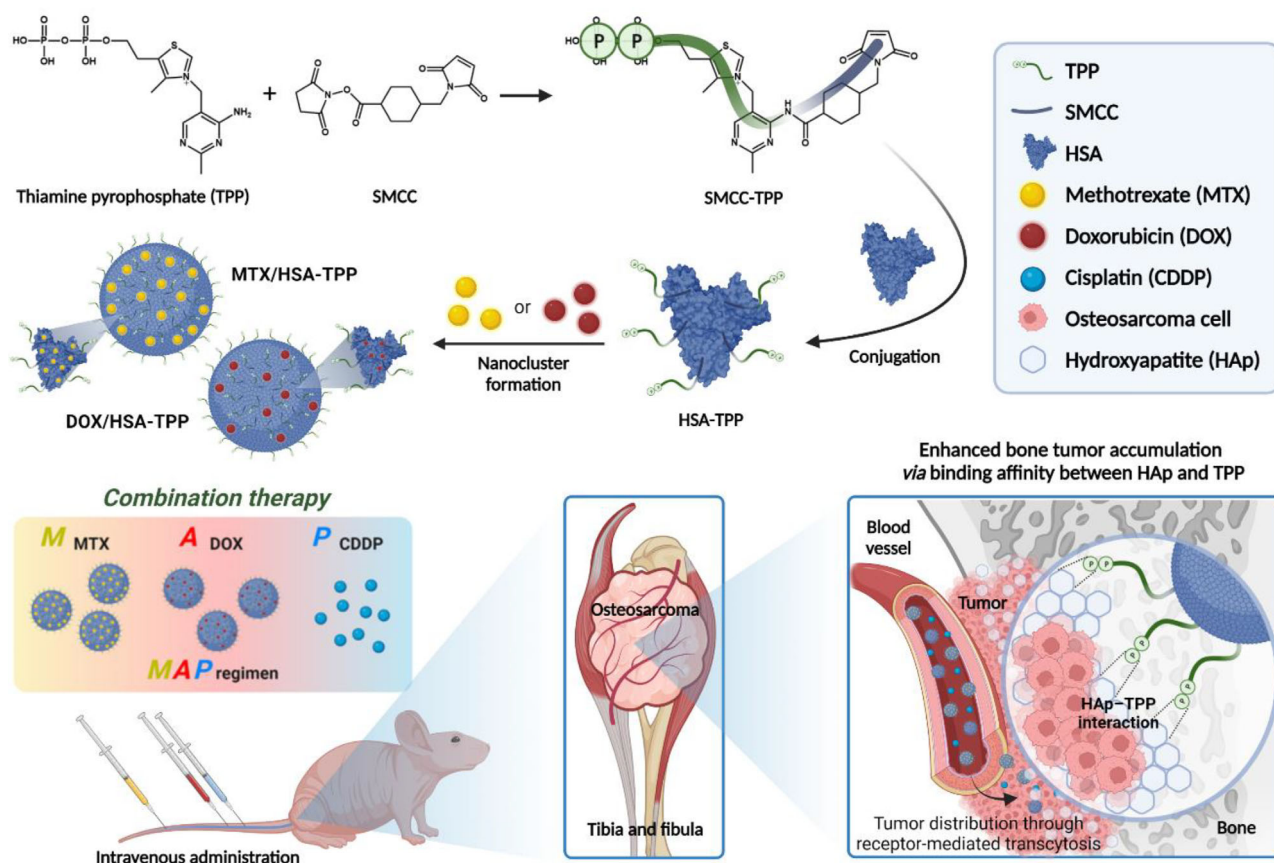 Thiamine pyrophosphate (TPP)
+
SMCC
SMCC-TPP
TPP
SMCC
HSA
Methotrexate (MTX)
Doxorubicin (DOX)
Cisplatin (CDDP)
Osteosarcoma cell
Hydroxyapatite (HAp)
Conjugation
HSA-TPP
or
Nanocluster
formation
MTX/HSA-TPP
DOX/HSA-TPP
Combination therapy
M MTX
A DOX
P CDDP
MAP regimen
Intravenous administration
Osteosarcoma
Tibia and fibula
Enhanced bone tumor accumulation
via binding affinity between HAp and TPP
Blood
vessel
Tumor
HAp–TPP
interaction
Tumor distribution through
receptor-mediated transcytosis
Bone